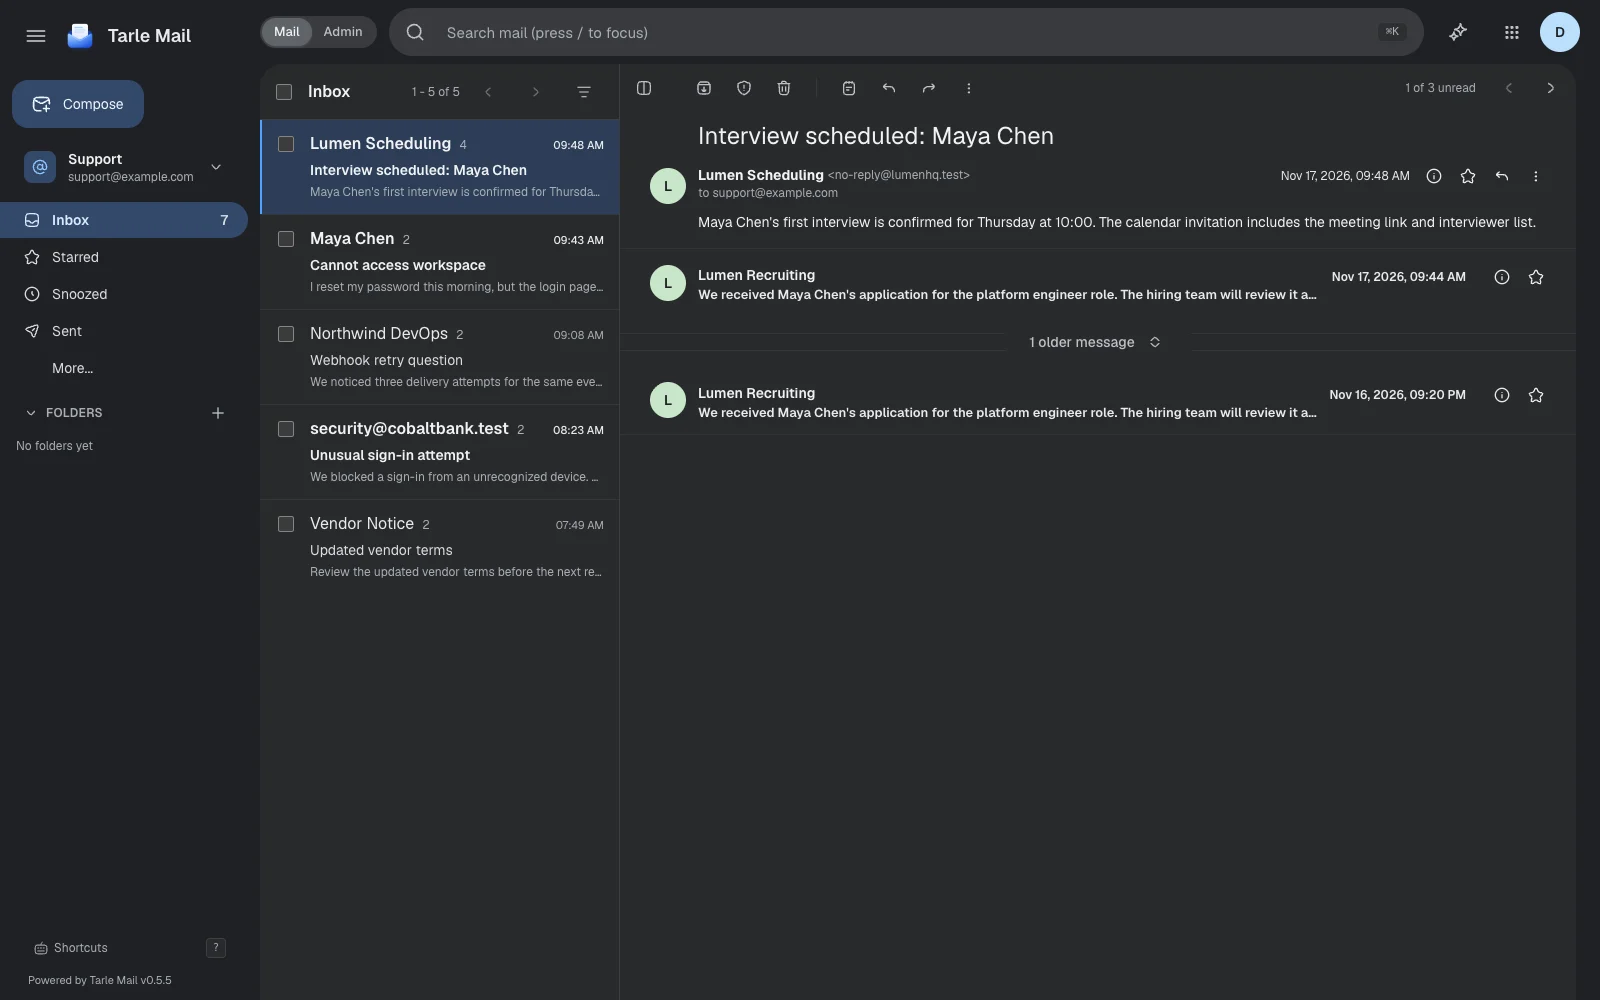 Tarle Mail
Mail
Admin
Search mail (press / to focus)
⌘K
D
Compose
Support
support@example.com
Inbox
7
Starred
Snoozed
Sent
More...
FOLDERS
No folders yet
Shortcuts
?
Powered by Tarle Mail v0.5.5
Inbox
1 - 5 of 5
Lumen Scheduling 4 09:48 AM
Interview scheduled: Maya Chen
Maya Chen's first interview is confirmed for Thursda...
Maya Chen 2 09:43 AM
Cannot access workspace
I reset my password this morning, but the login page...
Northwind DevOps 2 09:08 AM
Webhook retry question
We noticed three delivery attempts for the same eve...
security@cobaltbank.test 2 08:23 AM
Unusual sign-in attempt
We blocked a sign-in from an unrecognized device. ...
Vendor Notice 2 07:49 AM
Updated vendor terms
Review the updated vendor terms before the next re...
1 of 3 unread
Interview scheduled: Maya Chen
L
Lumen Scheduling <no-reply@lumenhq.test> Nov 17, 2026, 09:48 AM
to support@example.com
Maya Chen's first interview is confirmed for Thursday at 10:00. The calendar invitation includes the meeting link and interviewer list.
L
Lumen Recruiting Nov 17, 2026, 09:44 AM
We received Maya Chen's application for the platform engineer role. The hiring team will review it a...
1 older message
L
Lumen Recruiting Nov 16, 2026, 09:20 PM
We received Maya Chen's application for the platform engineer role. The hiring team will review it a...